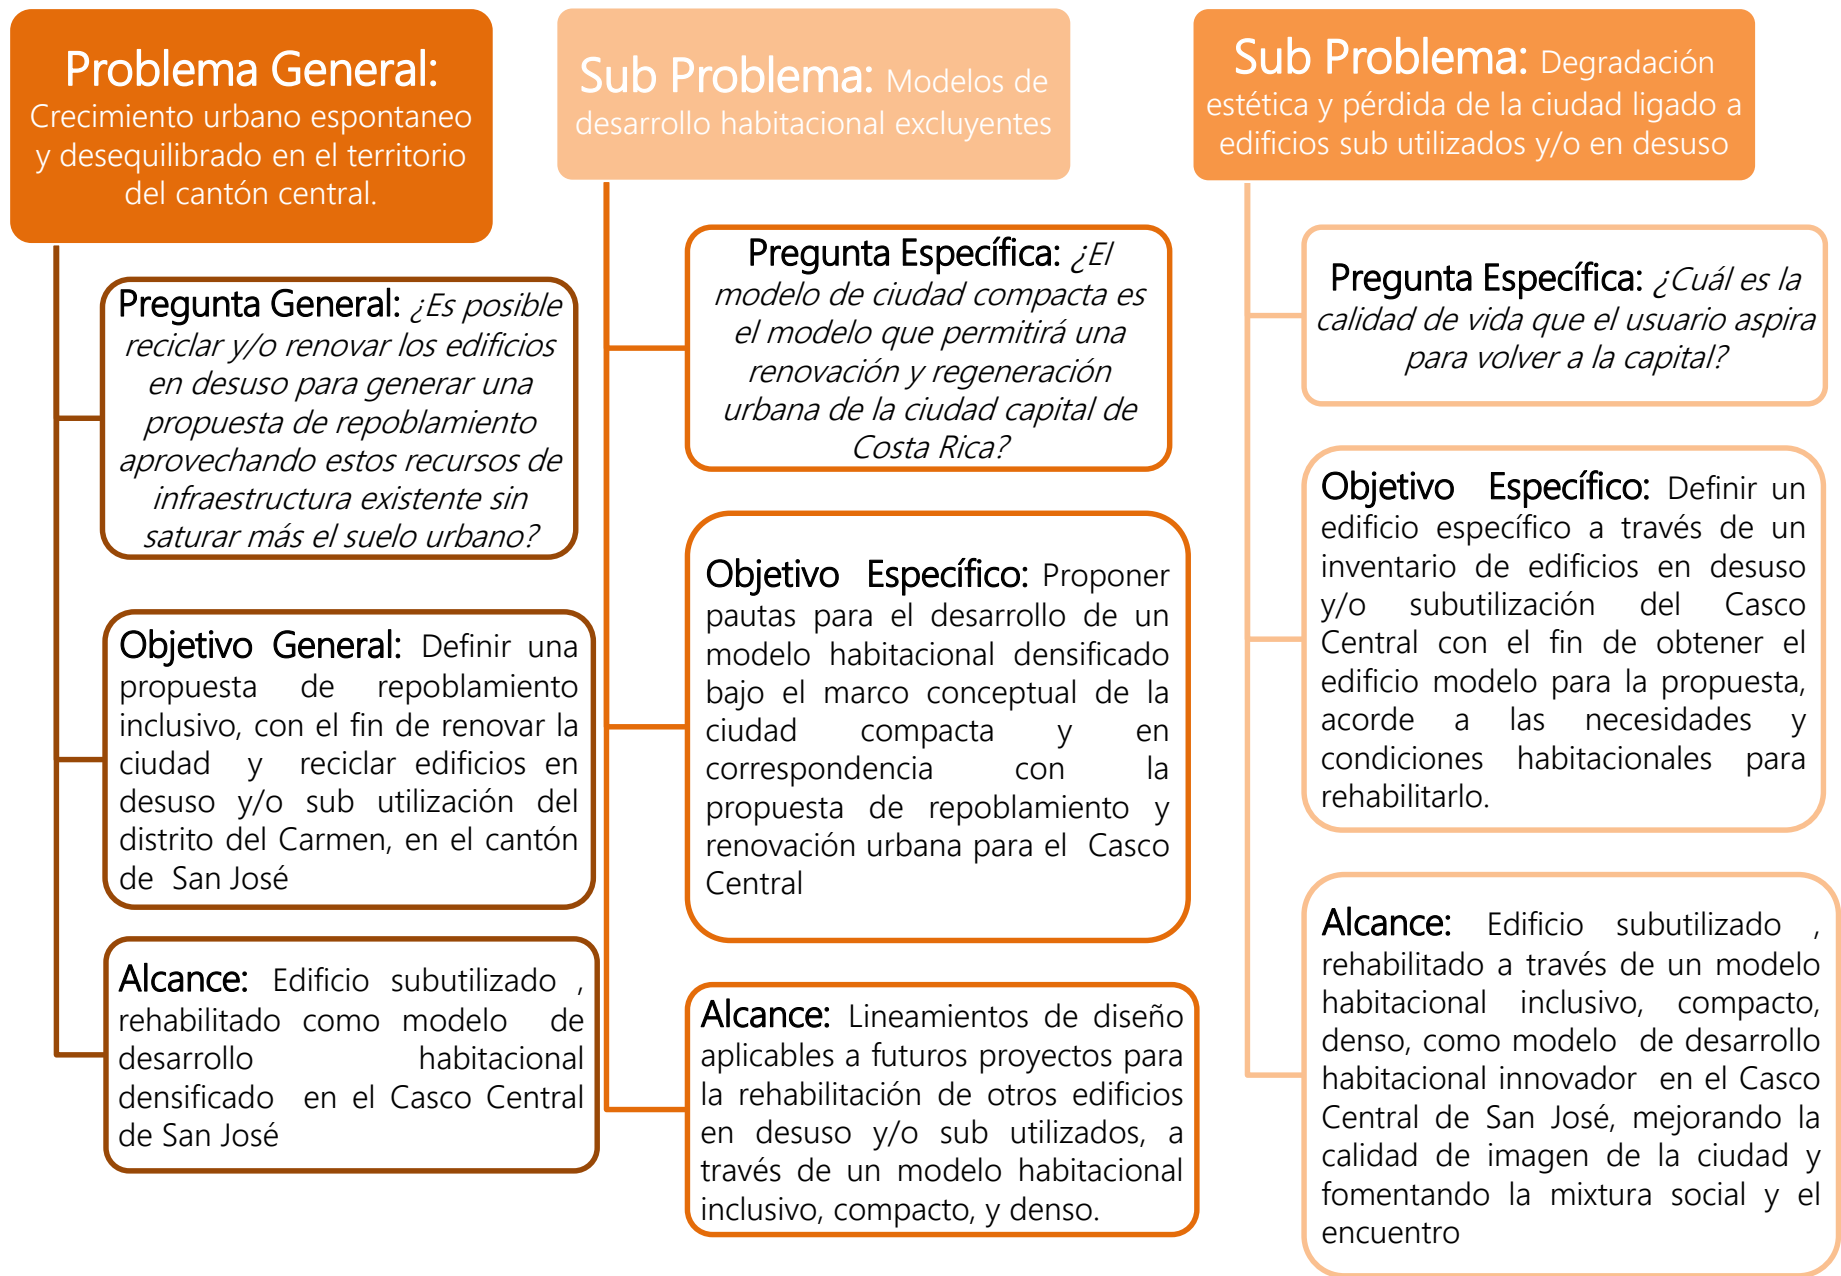 Problema General:
Crecimiento urbano espontaneo
y desequilibrado en el territorio
del cantón central.
Pregunta General: ¿Es posible
reciclar y/o renovar los edificios
en desuso para generar una
propuesta de repoblamiento
aprovechando estos recursos de
infraestructura existente sin
saturar más el suelo urbano?
Objetivo General: Definir una
propuesta de repoblamiento
inclusivo, con el fin de renovar la
ciudad y reciclar edificios en
desuso y/o sub utilización del
distrito del Carmen, en el cantón
de San José
Alcance: Edificio subutilizado ,
rehabilitado como modelo de
desarrollo habitacional
densificado en el Casco Central
de San José
Sub Problema: Modelos de
desarrollo habitacional excluyentes
Pregunta Específica: ¿El
modelo de ciudad compacta es
el modelo que permitirá una
renovación y regeneración
urbana de la ciudad capital de
Costa Rica?
Objetivo Específico: Proponer
pautas para el desarrollo de un
modelo habitacional densificado
bajo el marco conceptual de la
ciudad compacta y en
correspondencia con la
propuesta de repoblamiento y
renovación urbana para el Casco
Central
Alcance: Lineamientos de diseño
aplicables a futuros proyectos para
la rehabilitación de otros edificios
en desuso y/o sub utilizados, a
través de un modelo habitacional
inclusivo, compacto, y denso.
Sub Problema: Degradación
estética y pérdida de la ciudad ligado a
edificios sub utilizados y/o en desuso
Pregunta Específica: ¿Cuál es la
calidad de vida que el usuario aspira
para volver a la capital?
Objetivo Específico: Definir un
edificio específico a través de un
inventario de edificios en desuso
y/o subutilización del Casco
Central con el fin de obtener el
edificio modelo para la propuesta,
acorde a las necesidades y
condiciones habitacionales para
rehabilitarlo.
Alcance: Edificio subutilizado ,
rehabilitado a través de un modelo
habitacional inclusivo, compacto,
denso, como modelo de desarrollo
habitacional innovador en el Casco
Central de San José, mejorando la
calidad de imagen de la ciudad y
fomentando la mixtura social y el
encuentro